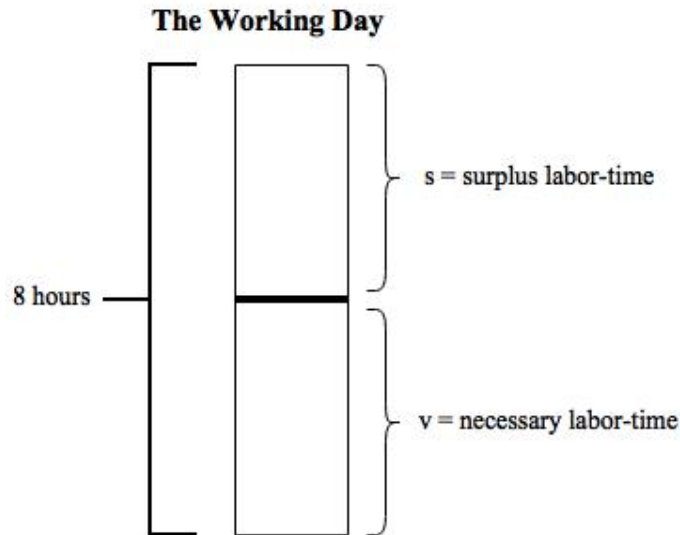 The Working Day
s = surplus labor-time
8 hours
v = necessary labor-time